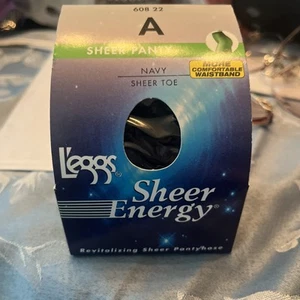 608 22
A
SHEER PANTY
MORE
COMFORTABLE
WAISTBAND
NAVY
SHEER TOE
L'eggs®
Sheer
Energy®
Revitalizing Sheer Pantyhose